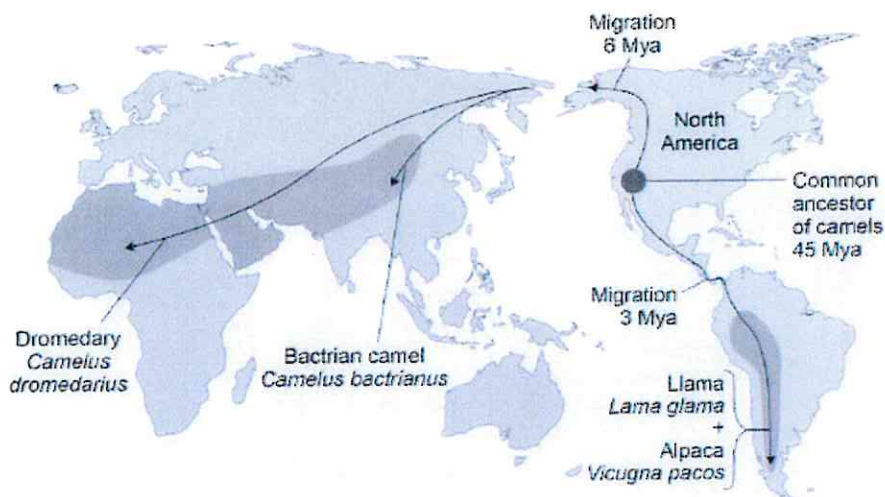 Migration
6 Mya
North
America
Common
ancestor
of camels
45 Mya
Migration
3 Mya
Dromedary
Camelus
dromedarius
Bactrian camel
Camelus bactrianus
Llama
Lama glama
+
Alpaca
Vicugna pacos